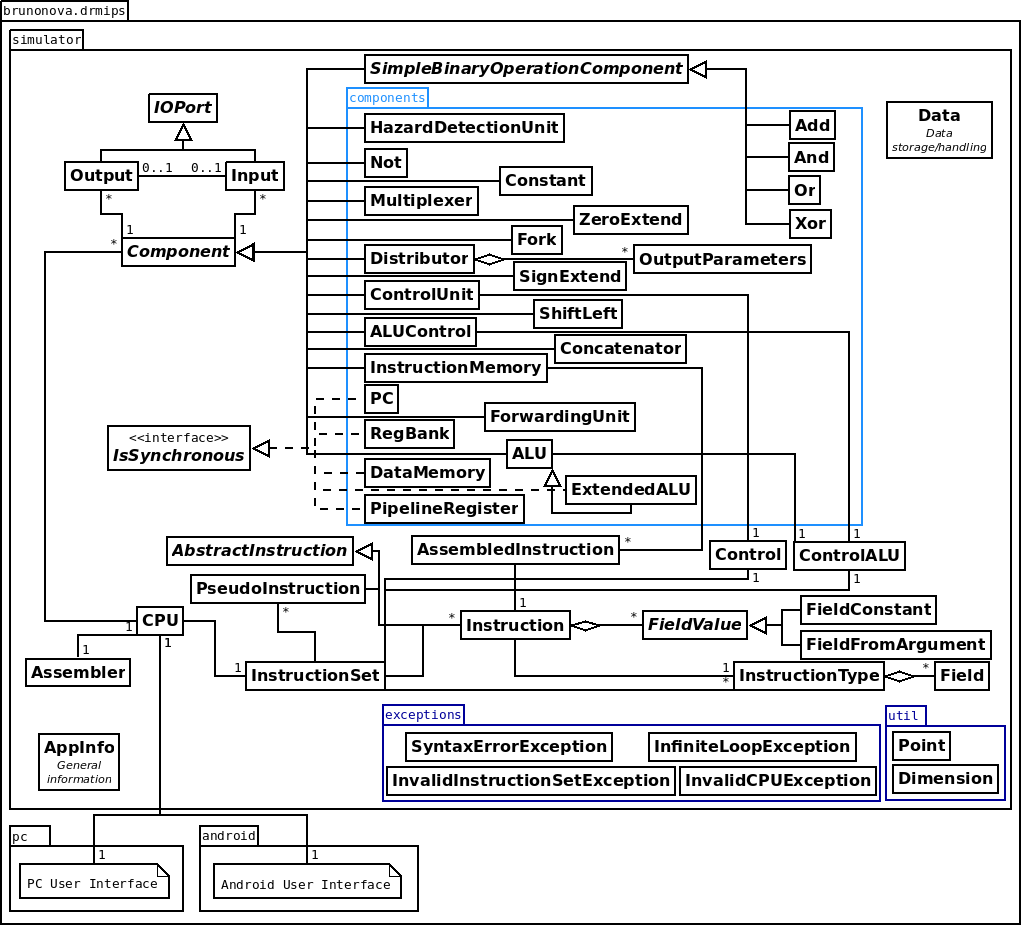 brunonova.drmips
simulator
SimpleBinaryOperationComponent
components
IOPort
HazardDetectionUnit
Add
Data
Data
storage/handling
Not
And
Output
0..1
0..1
Input
Constant
Or
*
*
Multiplexer
ZeroExtend
Xor
1
1
Fork
*
Component
Distributor
*
OutputParameters
SignExtend
ControlUnit
ShiftLeft
ALUControl
Concatenator
InstructionMemory
PC
ForwardingUnit
RegBank
<<interface>>
IsSynchronous
ALU
DataMemory
ExtendedALU
PipelineRegister
1
1
1
AbstractInstruction
AssembledInstruction
*
Control
ControlALU
1
1
PseudoInstruction
*
1
*
Instruction
*
FieldValue
FieldConstant
CPU
1
1
1
FieldFromArgument
Assembler
1
InstructionSet
1
*
InstructionType
*
Field
exceptions
util
AppInfo
General
information
SyntaxErrorException
InfiniteLoopException
Point
InvalidInstructionSetException
InvalidCPUException
Dimension
pc
android
1
1
PC User Interface
Android User Interface